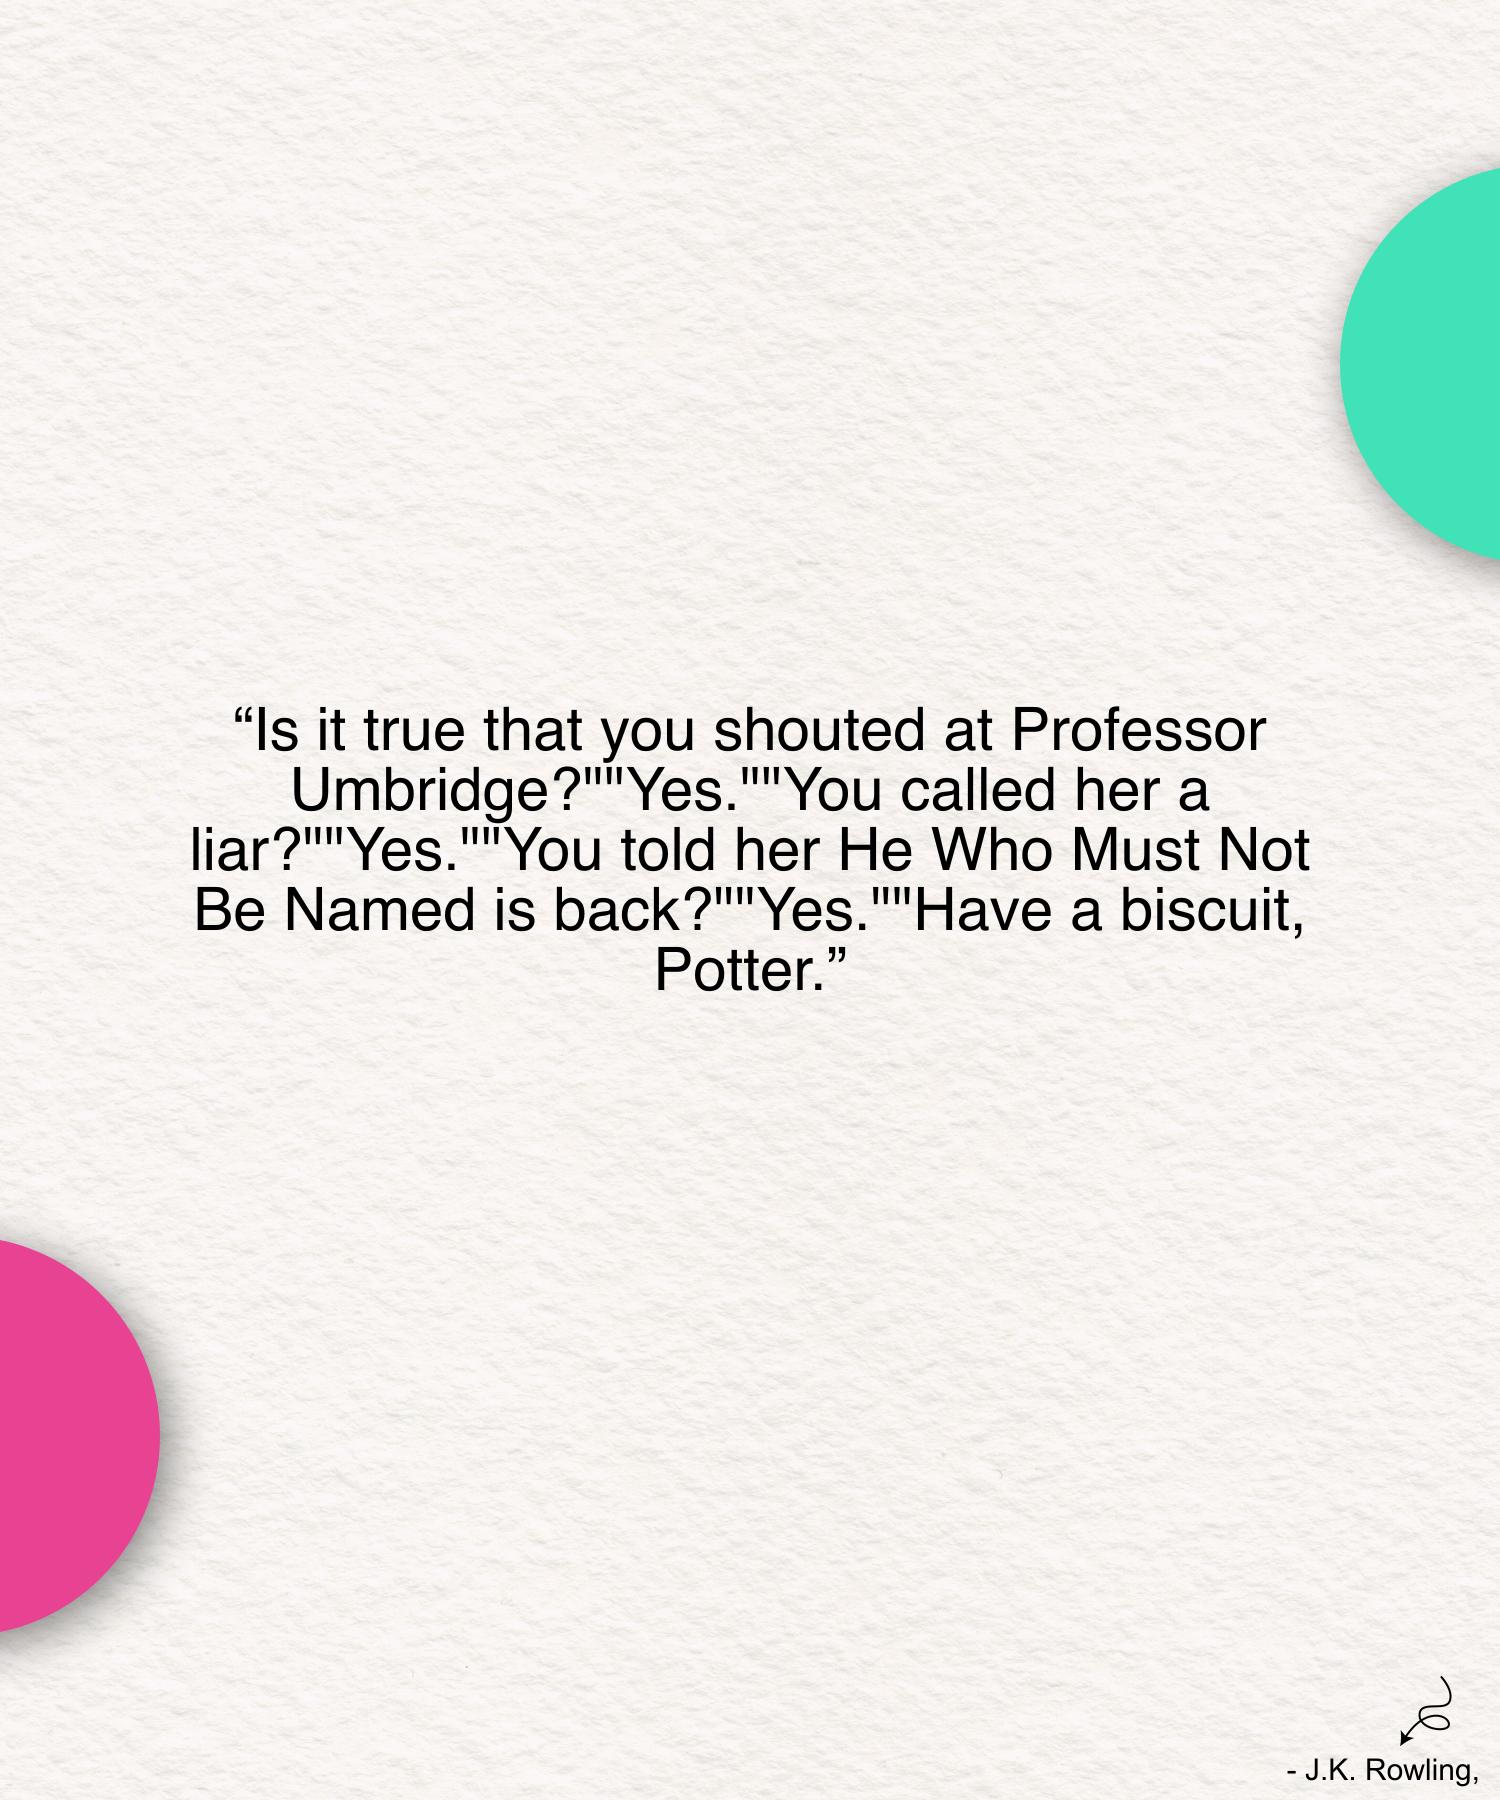 “Is it true that you shouted at Professor
Umbridge?""Yes.""You called her a
liar?""Yes.""You told her He Who Must Not
Be Named is back?""Yes.""Have a biscuit,
Potter.”
- J.K. Rowling,